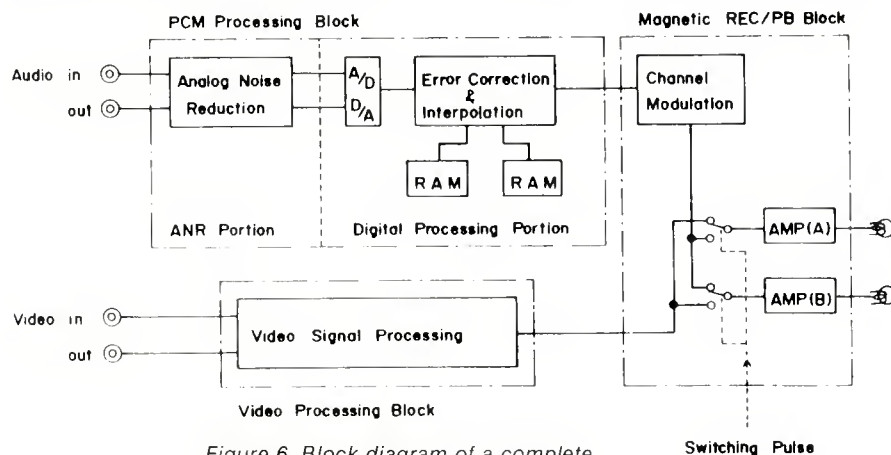 PCM Processing Block
Magnetic REC/PB Block
Audio in
out
Analog Noise
Reduction
A/D
D/A
Error Correction
&
Interpolation
Channel
Modulation
RAM
RAM
ANR Portion
Digital Processing Portion
AMP(A)
AMP(B)
Video in
out
Video Signal Processing
Video Processing Block
Switching Pulse
Figure 6. Block diagram of a complete